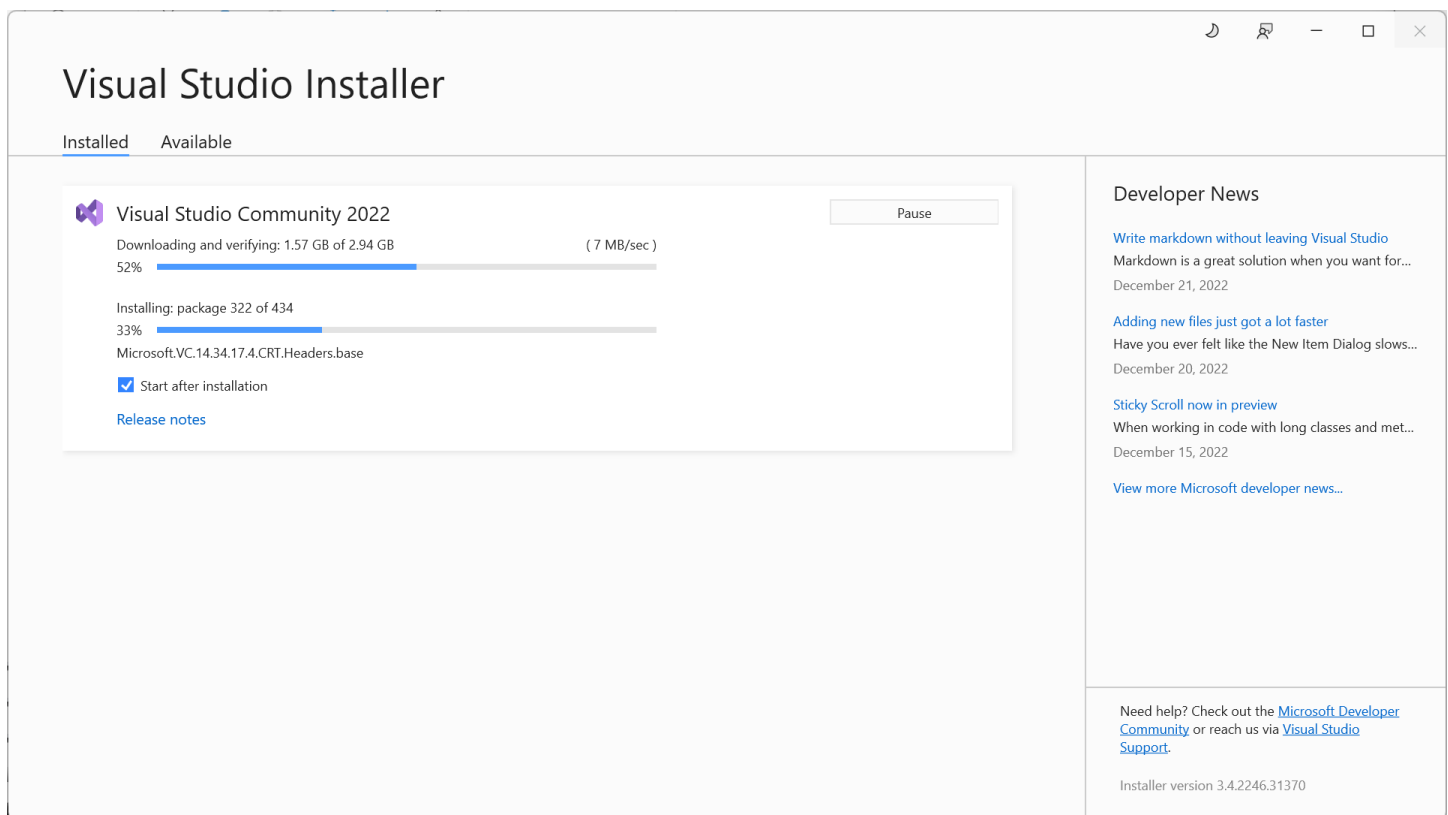 Visual Studio Installer
Installed
Available
Visual Studio Community 2022
Pause
Downloading and verifying: 1.57 GB of 2.94 GB
( 7 MB/sec )
52%
Installing: package 322 of 434
33%
Microsoft.VC.14.34.17.4.CRT.Headers.base
Start after installation
Release notes
Developer News
Write markdown without leaving Visual Studio
Markdown is a great solution when you want for...
December 21, 2022
Adding new files just got a lot faster
Have you ever felt like the New Item Dialog slows...
December 20, 2022
Sticky Scroll now in preview
When working in code with long classes and met...
December 15, 2022
View more Microsoft developer news...
Need help? Check out the Microsoft Developer
Community or reach us via Visual Studio
Support.
Installer version 3.4.2246.31370